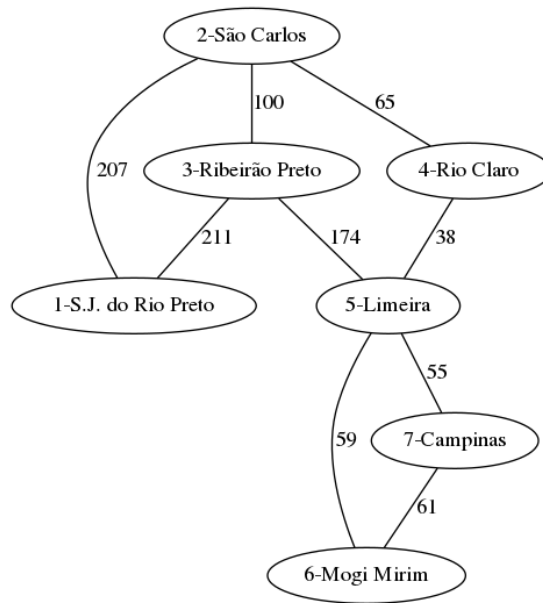 2-São Carlos
100
65
207
3-Ribeirão Preto
4-Rio Claro
211
174
38
1-S.J. do Rio Preto
5-Limeira
55
59
7-Campinas
61
6-Mogi Mirim